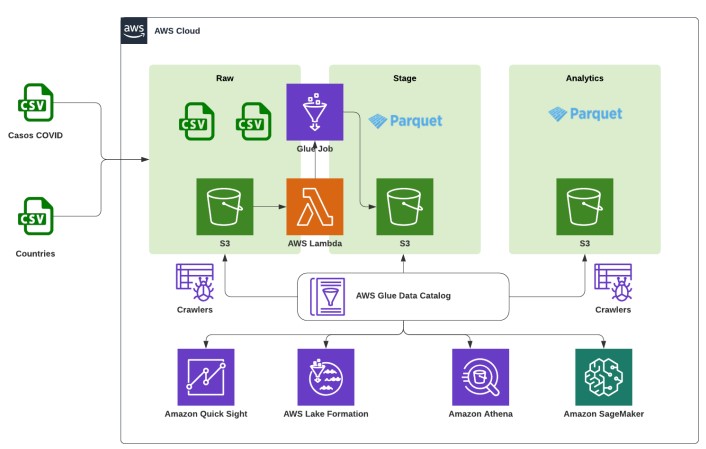 aws
AWS Cloud
Raw
Stage
Analytics
CSV
Casos COVID
CSV
CSV
Glue Job
Parquet
Parquet
CSV
Countries
S3
AWS Lambda
S3
S3
Crawlers
AWS Glue Data Catalog
Crawlers
Amazon Quick Sight
AWS Lake Formation
Amazon Athena
Amazon SageMaker